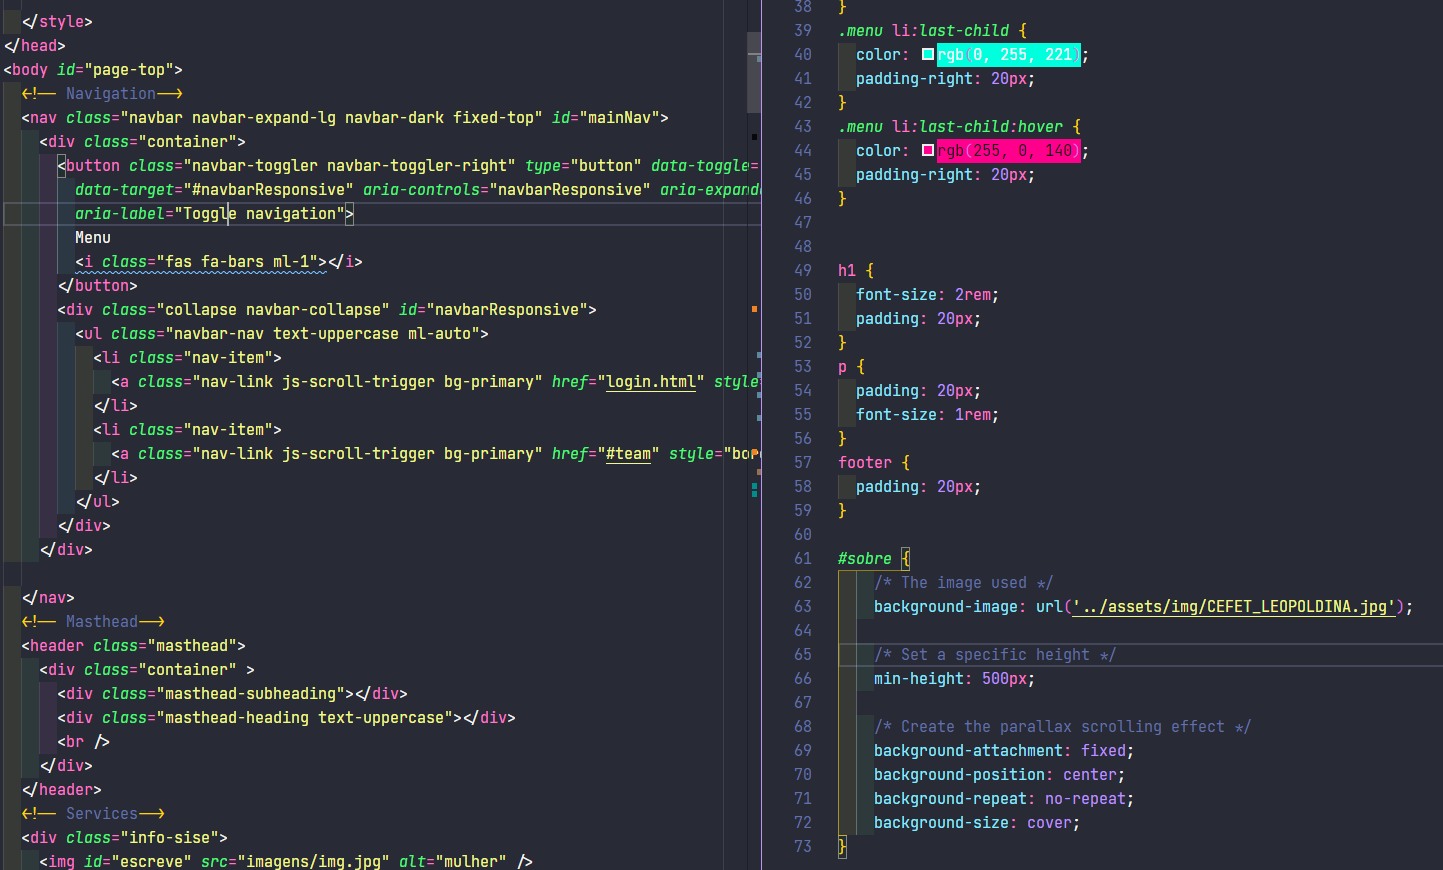 </style>
</head>
<body id="page-top">
<!-- Navigation-->
<nav class="navbar navbar-expand-lg navbar-dark fixed-top" id="mainNav">
<div class="container">
<button class="navbar-toggler navbar-toggler-right" type="button" data-toggle=
data-target="#navbarResponsive" aria-controls="navbarResponsive" aria-expand
aria-label="Toggle navigation">
Menu
<i class="fas fa-bars ml-1"></i>
</button>
<div class="collapse navbar-collapse" id="navbarResponsive">
<ul class="navbar-nav text-uppercase ml-auto">
<li class="nav-item">
<a class="nav-link js-scroll-trigger bg-primary" href="login.html" style
</li>
<li class="nav-item">
<a class="nav-link js-scroll-trigger bg-primary" href="#team" style="bor
</li>
</ul>
</div>
</div>
</nav>
<!-- Masthead-->
<header class="masthead">
<div class="container" >
<div class="masthead-subheading"></div>
<div class="masthead-heading text-uppercase"></div>
<br />
</div>
</header>
<!-- Services-->
<div class="info-sise">
<img id="escreve" src="imagens/img.jpg" alt="mulher" />
38 }
39 .menu li:last-child {
40 color: rgb(0, 255, 221);
41 padding-right: 20px;
42 }
43 .menu li:last-child:hover {
44 color: rgb(255, 0, 140);
45 padding-right: 20px;
46 }
47
48
49 h1 {
50 font-size: 2rem;
51 padding: 20px;
52 }
53 p {
54 padding: 20px;
55 font-size: 1rem;
56 }
57 footer {
58 padding: 20px;
59 }
60
61 #sobre {
62 /* The image used */
63 background-image: url('../assets/img/CEFET_LEOPOLDINA.jpg');
64
65 /* Set a specific height */
66 min-height: 500px;
67
68 /* Create the parallax scrolling effect */
69 background-attachment: fixed;
70 background-position: center;
71 background-repeat: no-repeat;
72 background-size: cover;
73 }